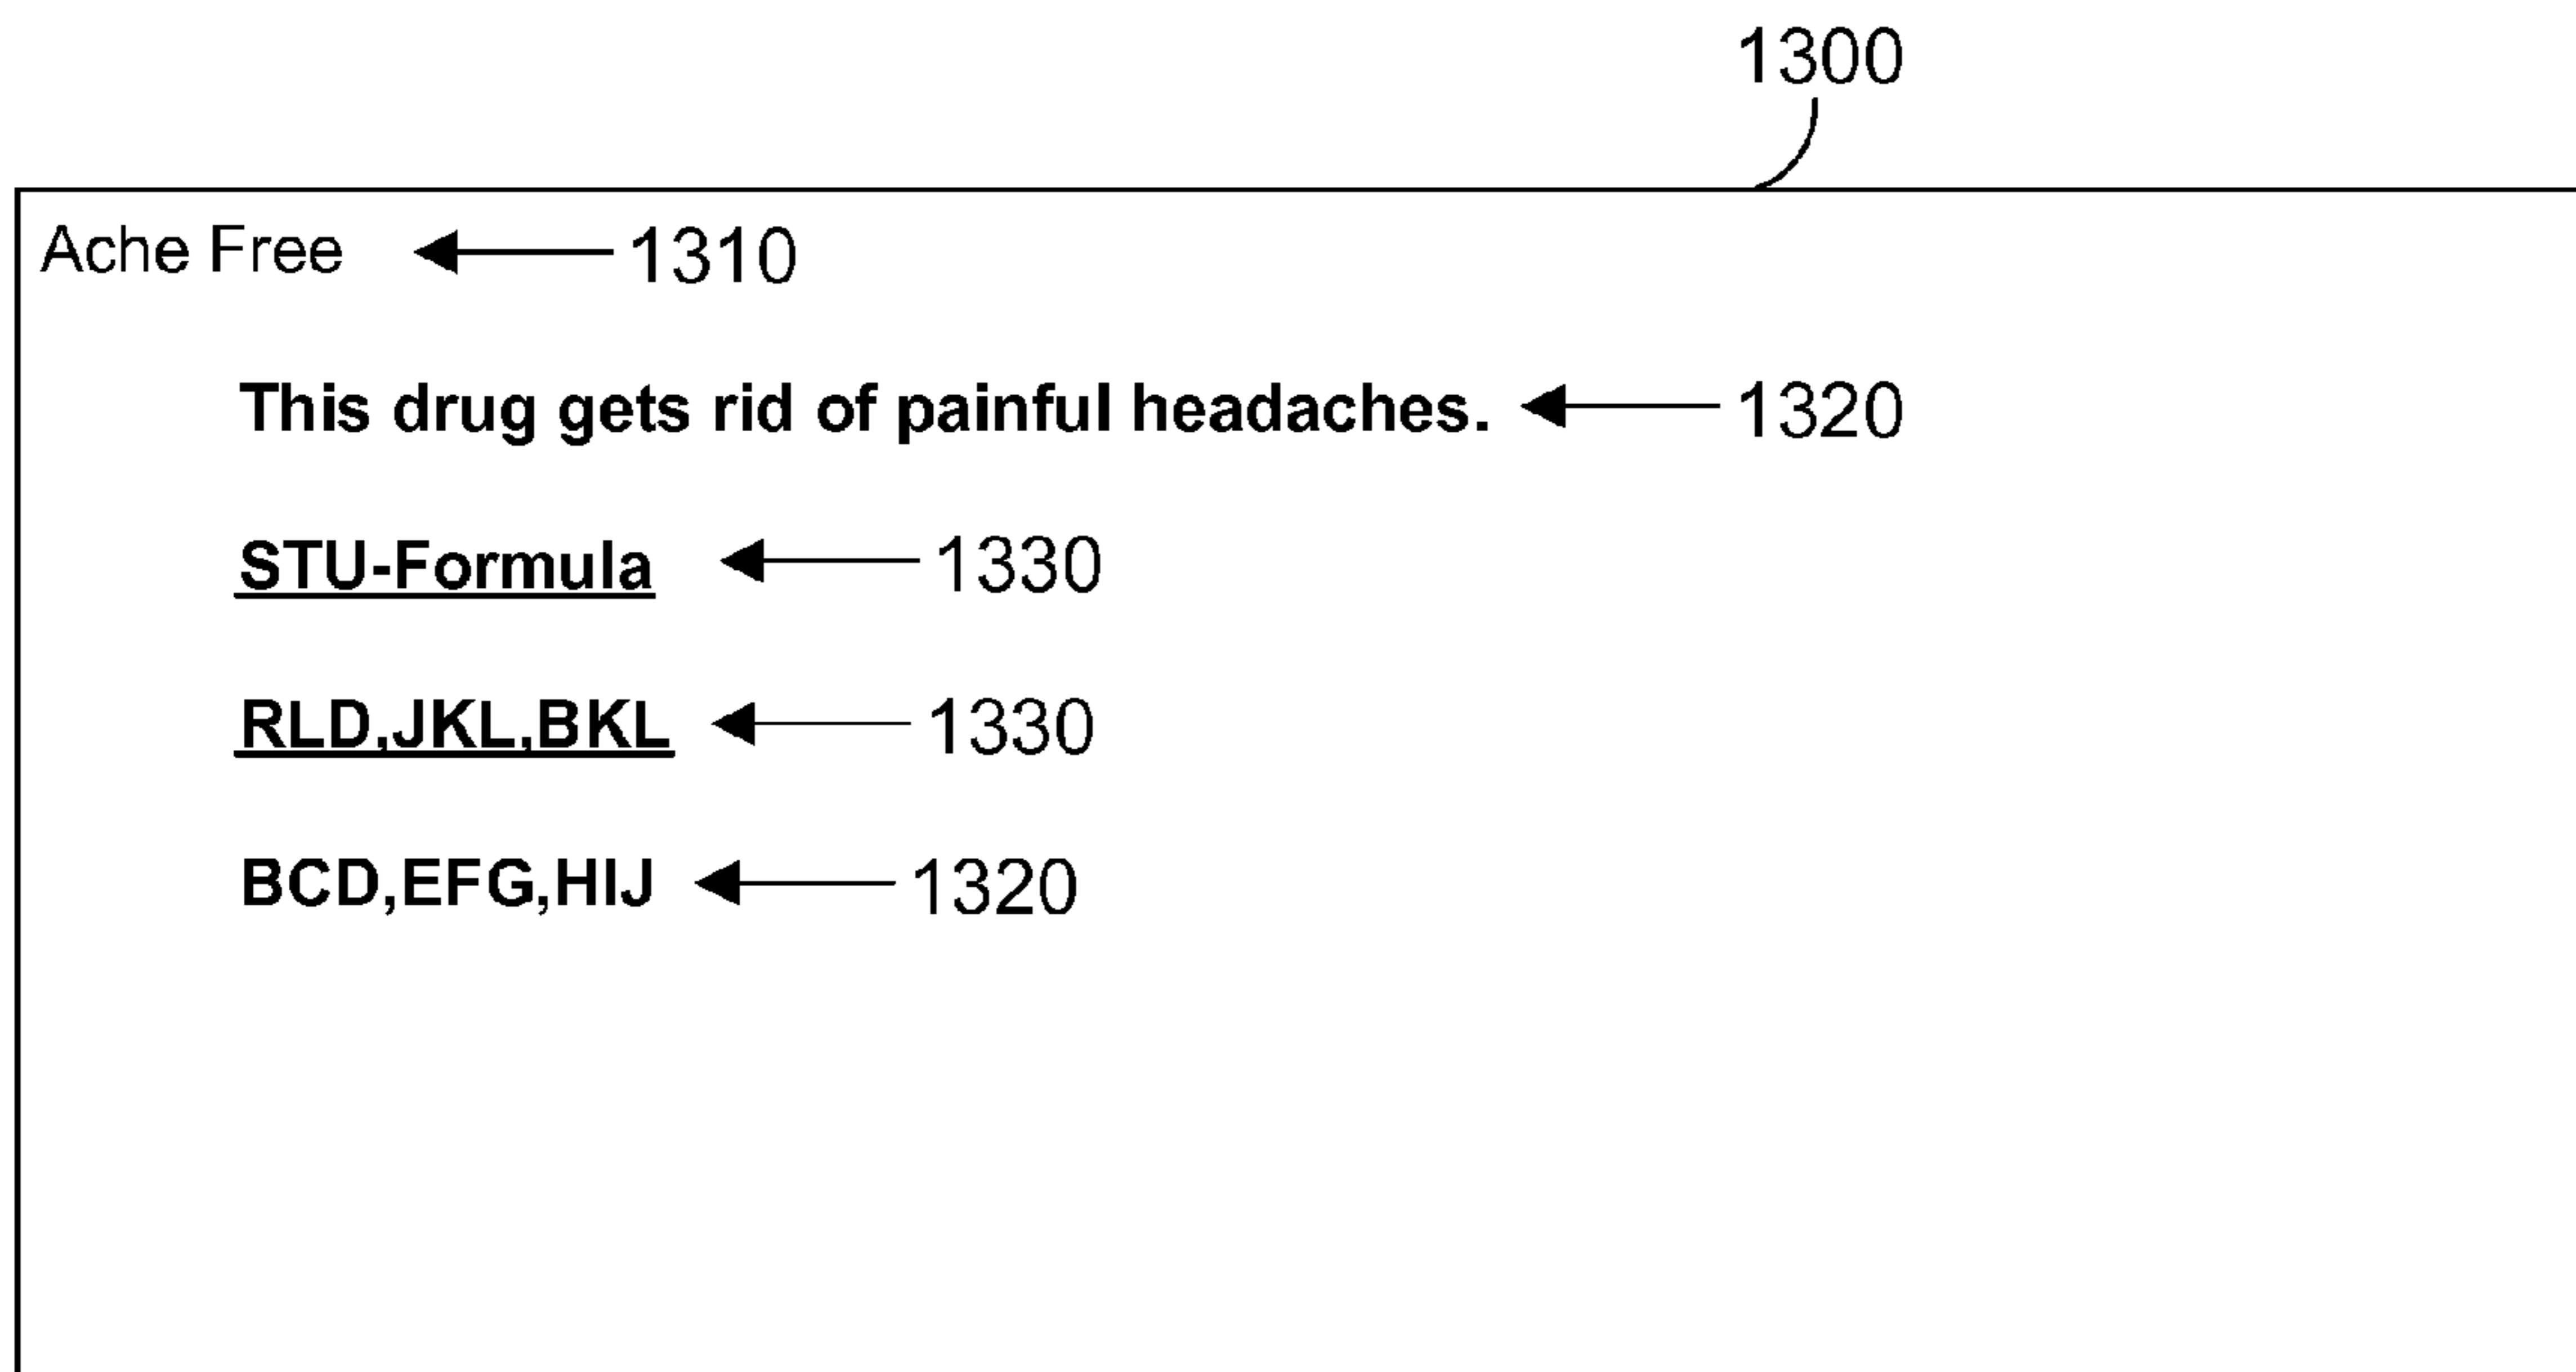 1300
Ache Free 1310
This drug gets rid of painful headaches. 1320
STU-Formula 1330
RLD,JKL,BKL 1330
BCD,EFG,HIJ 1320